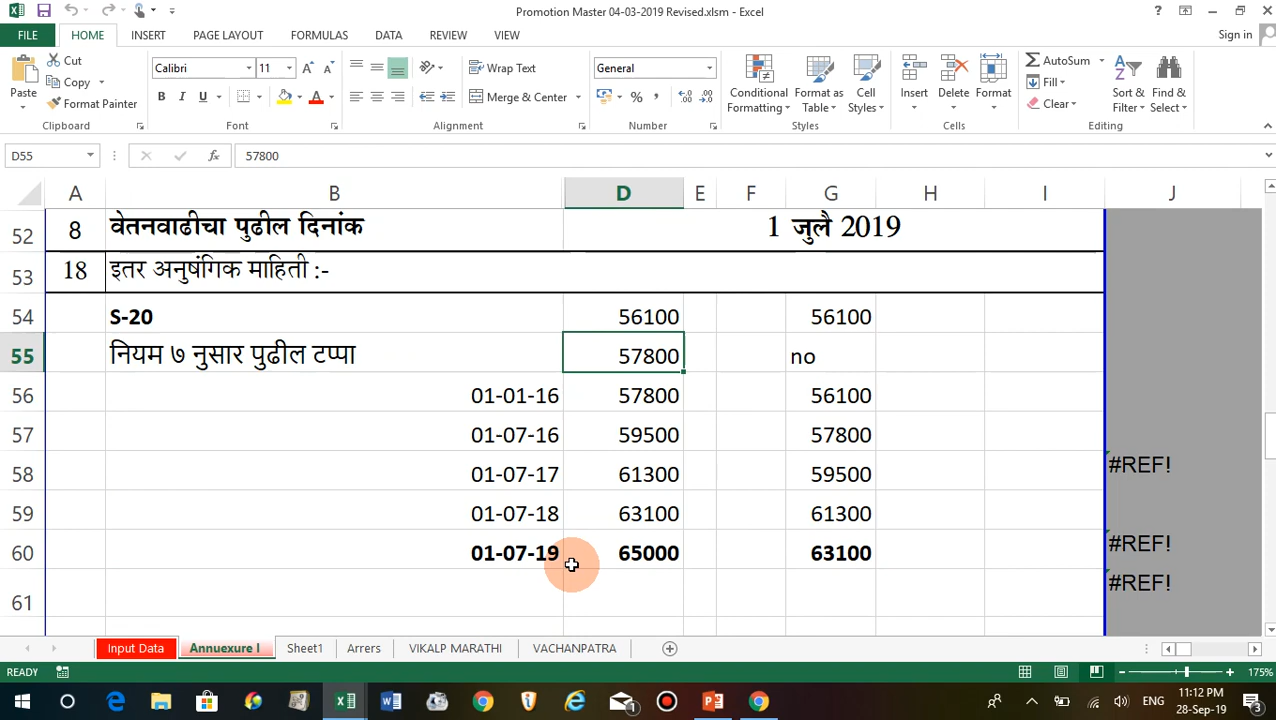 Promotion Master 04-03-2019 Revised.xlsm - Excel
?
FILE HOME INSERT PAGE LAYOUT FORMULAS DATA REVIEW VIEW Sign in
Cut
Copy
Format Painter
Paste
Clipboard
Calibri 11
B I U
Font
Wrap Text
Merge & Center
Alignment
General
% ,
Number
Conditional Formatting
Format as Table
Cell Styles
Styles
Insert Delete Format
Cells
AutoSum
Fill
Clear
Sort & Filter
Find & Select
Editing
D55 fx 57800
A B D E F G H I J
52 8 वेतनवाढीचा पुढील दिनांक 1 जुलै 2019
53 18 इतर अनुषंगिक माहिती :-
54 S-20 56100 56100
55 नियम ७ नुसार पुढील टप्पा 57800 no
56 01-01-16 57800 56100
57 01-07-16 59500 57800
58 01-07-17 61300 59500 #REF!
59 01-07-18 63100 61300
60 01-07-19 65000 63100 #REF!
61 #REF!
Input Data Annuexure I Sheet1 Arrers VIKALP MARATHI VACHANPATRA
READY 175%
ENG 11:12 PM
28-Sep-19
1
3